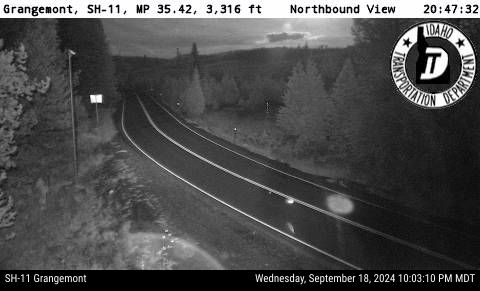 Grangemont, SH-11, MP 35.42, 3,316 ft Northbound View 20:47:32
IDAHO
TRANSPORTATION DEPARTMENT
SH-11 Grangemont Wednesday, September 18, 2024 10:03:10 PM MDT